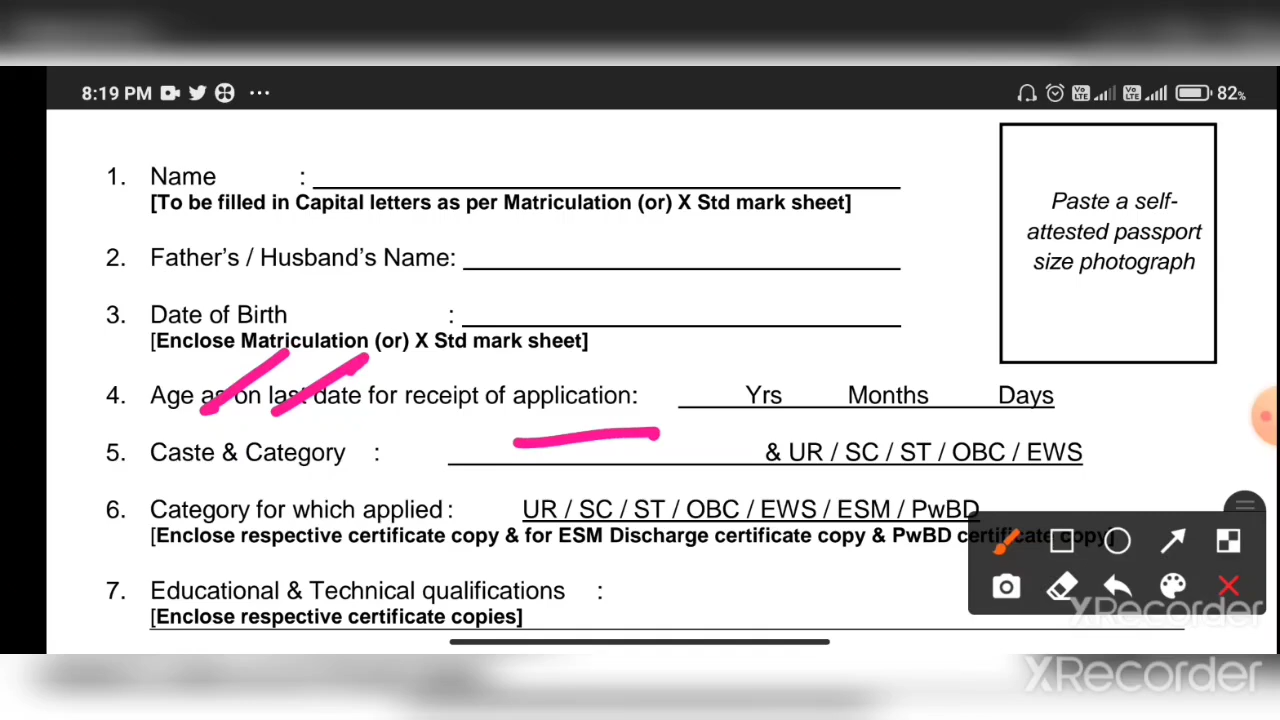 8:19 PM ... 82%
1. Name : ____
[To be filled in Capital letters as per Matriculation (or) X Std mark sheet]
Paste a self-
attested passport
size photograph
2. Father's / Husband's Name: ____
3. Date of Birth : ____
[Enclose Matriculation (or) X Std mark sheet]
4. Age as on last date for receipt of application: Yrs Months Days
5. Caste & Category : ____ & UR / SC / ST / OBC / EWS
6. Category for which applied : UR / SC / ST / OBC / EWS / ESM / PwBD
[Enclose respective certificate copy & for ESM Discharge certificate copy & PwBD certificate copy]
7. Educational & Technical qualifications :
[Enclose respective certificate copies]
XRecorder
XRecorder